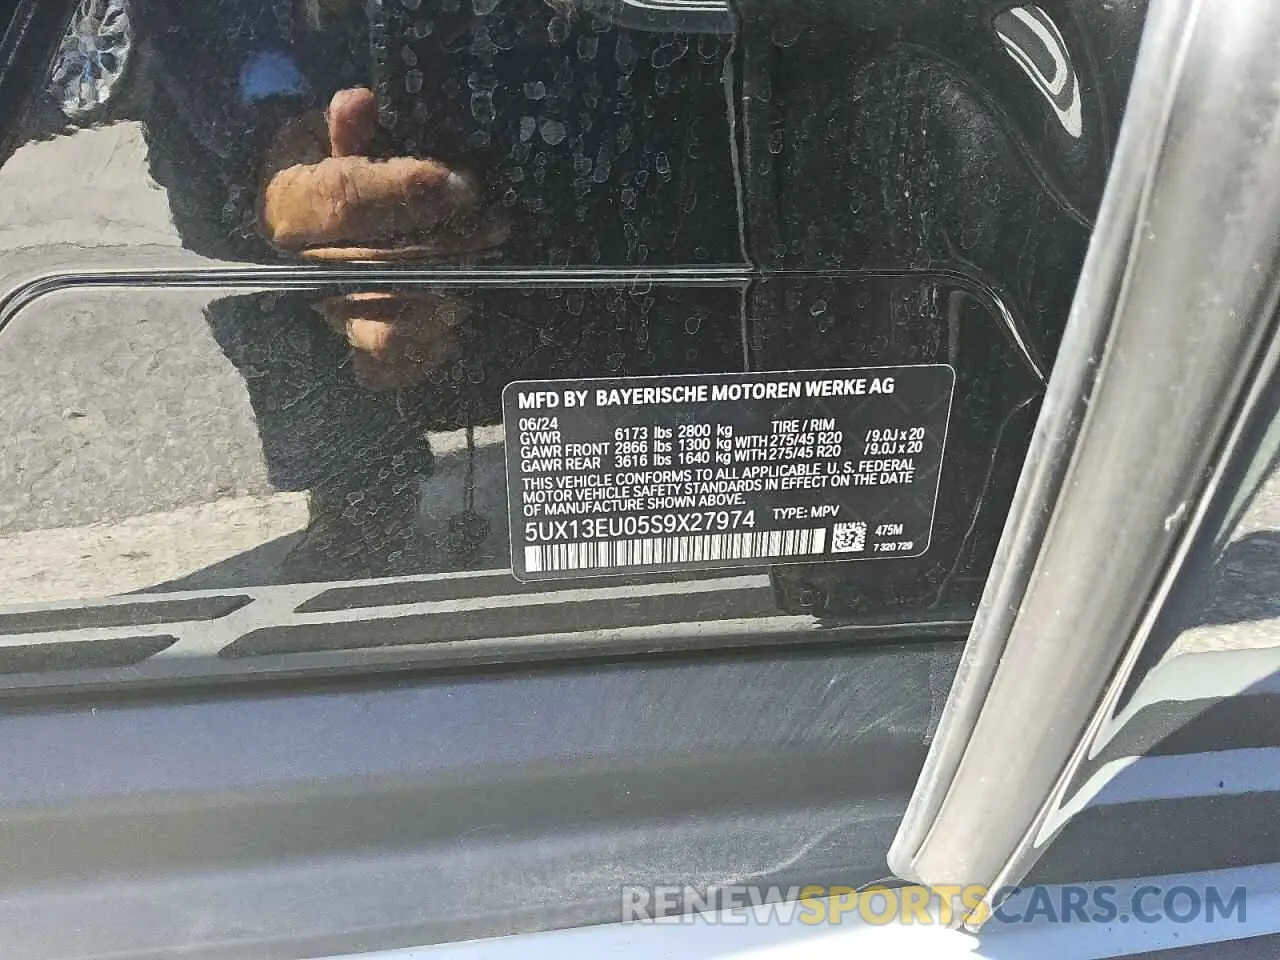 MFD BY BAYERISCHE MOTOREN WERKE AG
06/24 TIRE / RIM
GVWR 6173 lbs 2800 kg
GAWR FRONT 2866 lbs 1300 kg WITH 275/45 R20 /9.0J x 20
GAWR REAR 3616 lbs 1640 kg WITH 275/45 R20 /9.0J x 20
THIS VEHICLE CONFORMS TO ALL APPLICABLE U. S. FEDERAL
MOTOR VEHICLE SAFETY STANDARDS IN EFFECT ON THE DATE
OF MANUFACTURE SHOWN ABOVE.
5UX13EU05S9X27974 TYPE: MPV
475M
7 320 729
RENEWSPORTSCARS.COM